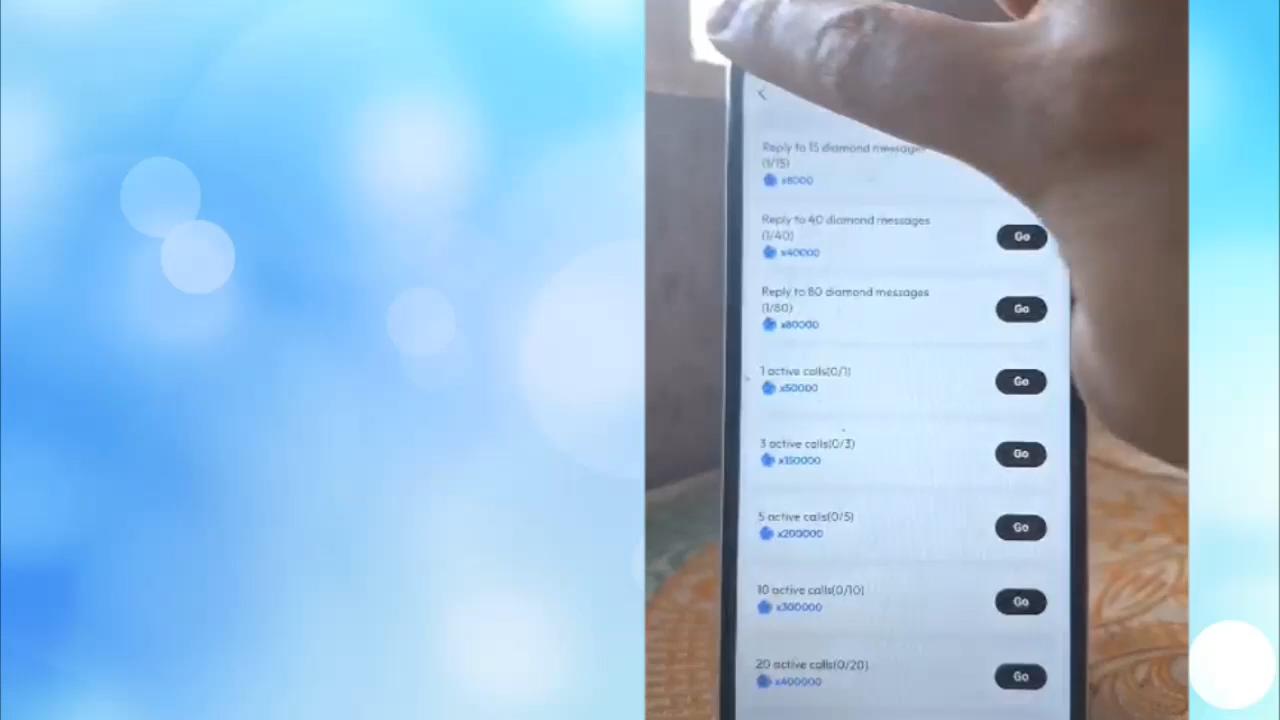 Reply to 15 diamond messages
(1/15)
x8000
Reply to 40 diamond messages
(1/40)
x40000
Go
Reply to 80 diamond messages
(1/80)
x80000
Go
1 active calls(0/1)
x50000
Go
3 active calls(0/3)
x150000
Go
5 active calls(0/5)
x200000
Go
10 active calls(0/10)
x300000
Go
20 active calls(0/20)
x400000
Go